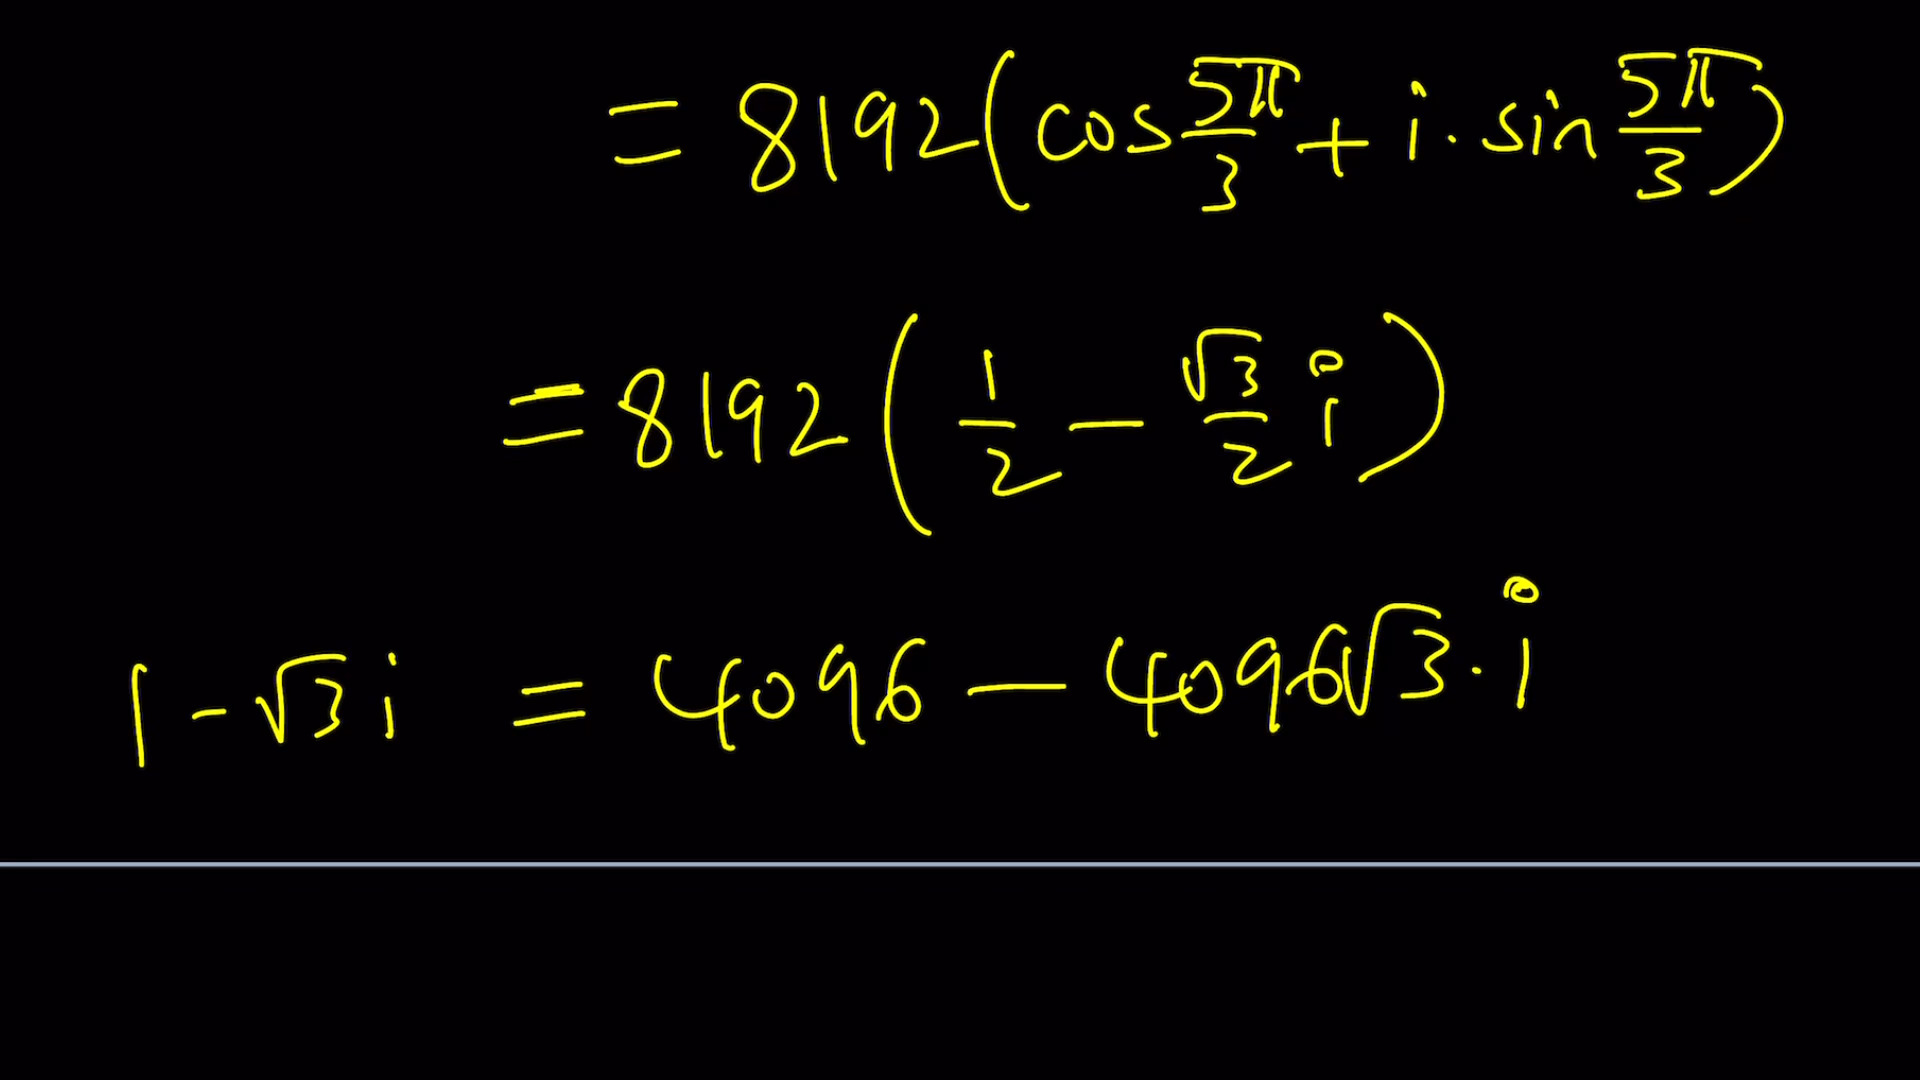 = 8192 (cos 5π/3 + i · sin 5π/3)
= 8192 (1/2 - √3/2 i)
1 - √3 i = 4096 - 4096√3 · i